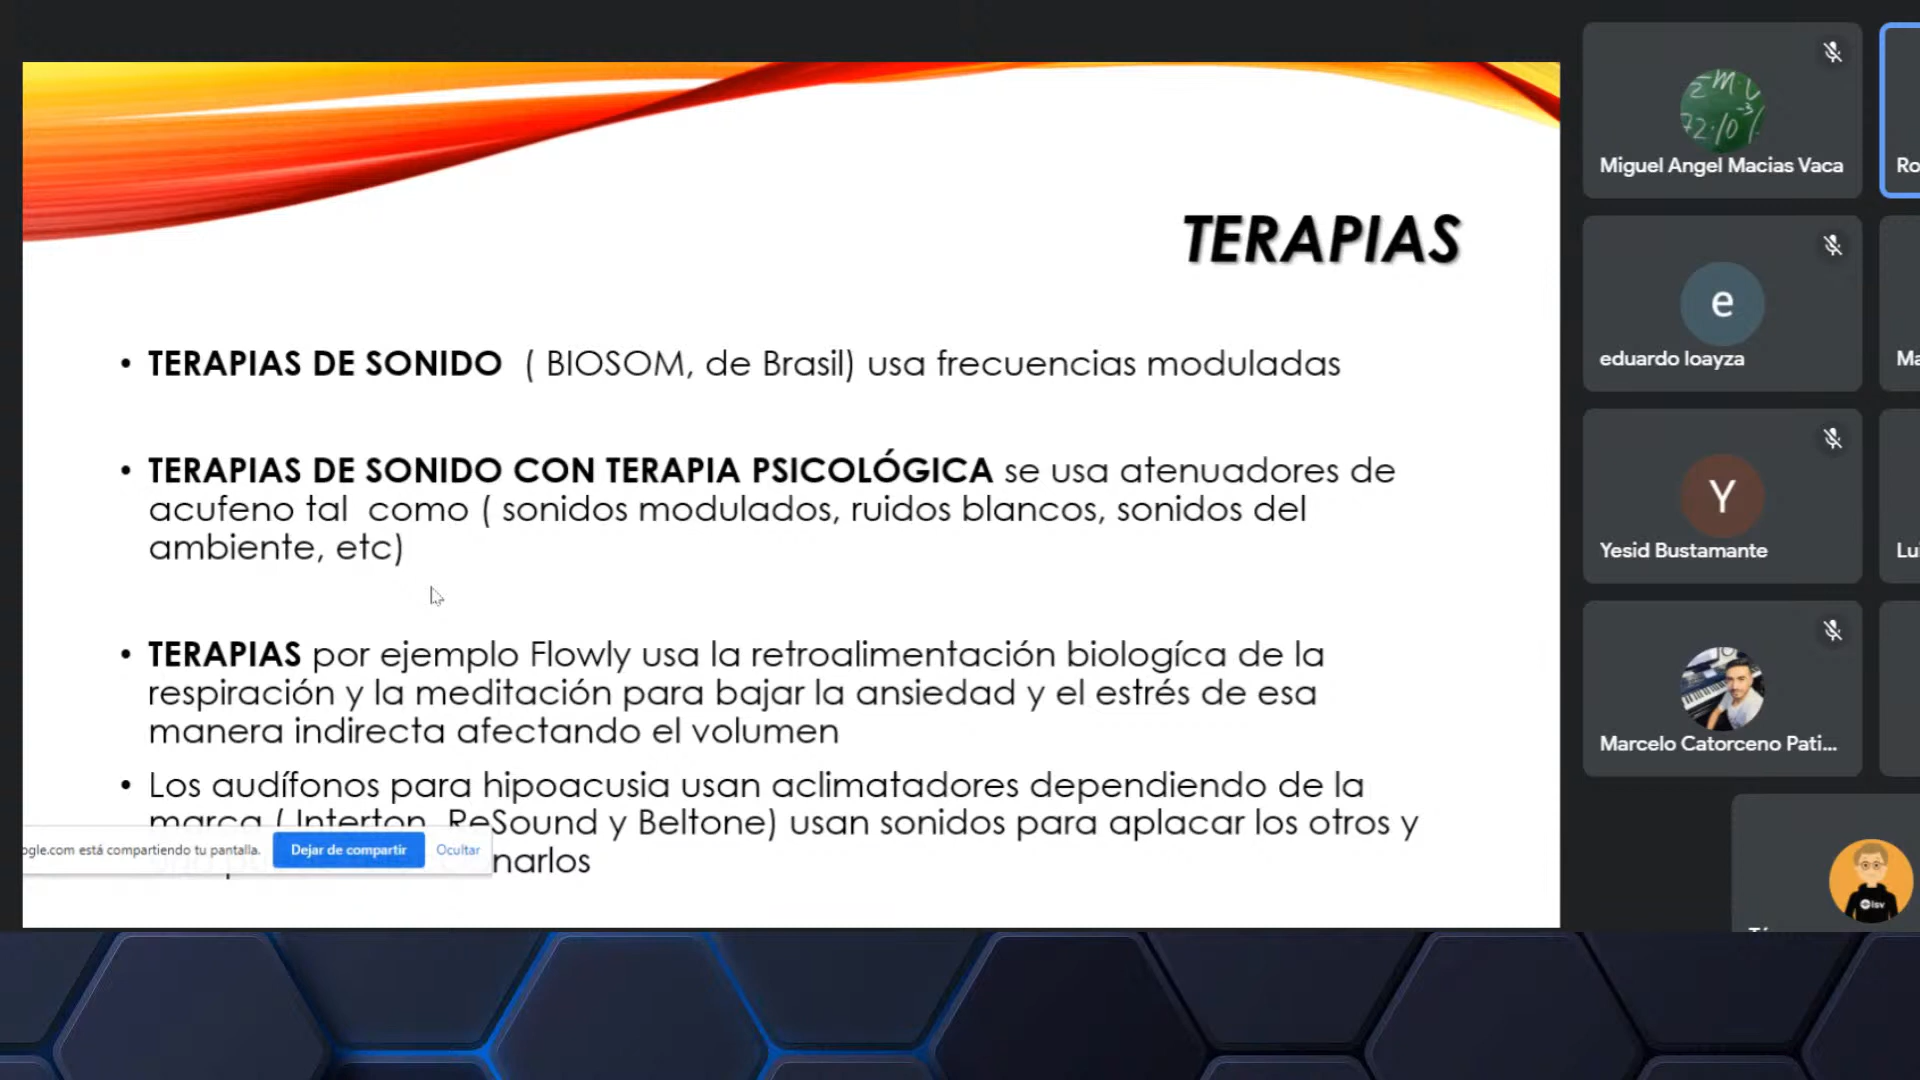 TERAPIAS
• TERAPIAS DE SONIDO ( BIOSOM, de Brasil) usa frecuencias moduladas
• TERAPIAS DE SONIDO CON TERAPIA PSICOLÓGICA se usa atenuadores de
acufeno tal como ( sonidos modulados, ruidos blancos, sonidos del
ambiente, etc)
• TERAPIAS por ejemplo Flowly usa la retroalimentación biologíca de la
respiración y la meditación para bajar la ansiedad y el estrés de esa
manera indirecta afectando el volumen
• Los audífonos para hipoacusia usan aclimatadores dependiendo de la
marca ( Interton, ReSound y Beltone) usan sonidos para aplacar los otros y
narlos
ogle.com está compartiendo tu pantalla.
Dejar de compartir
Ocultar
Miguel Angel Macias Vaca
Ro
e
eduardo loayza
Ma
Y
Yesid Bustamante
Lui
Marcelo Catorceno Pati...
lsv